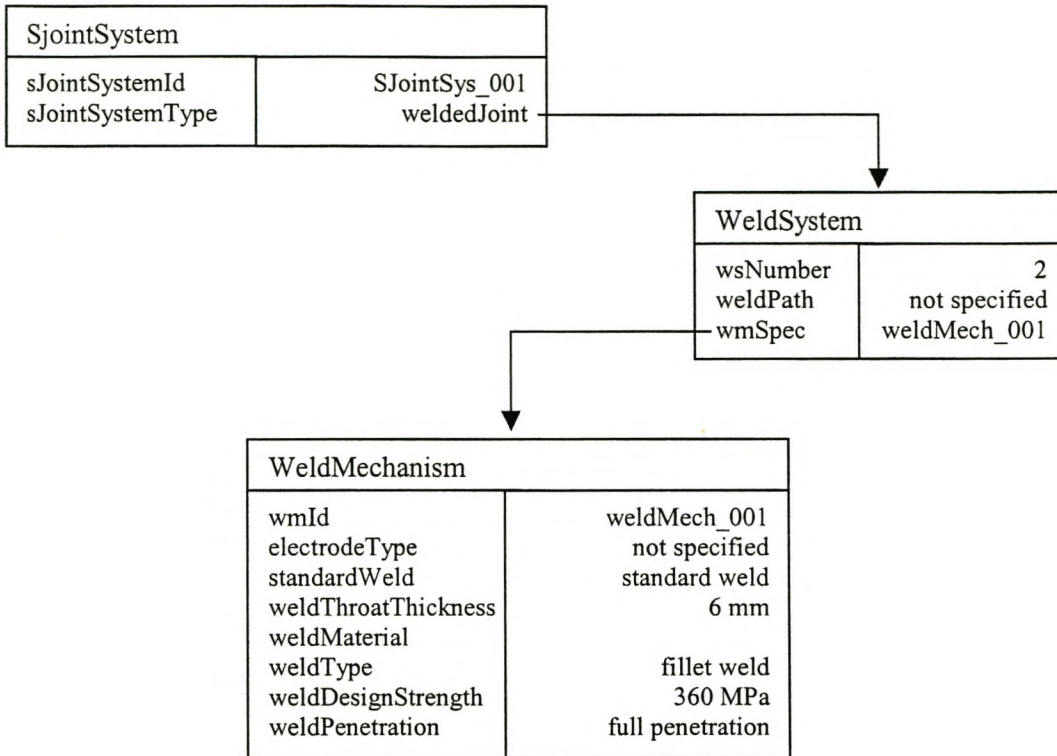 SjointSystem
sJointSystemId SJointSys_001
sJointSystemType weldedJoint
WeldSystem
wsNumber 2
weldPath not specified
wmSpec weldMech_001
WeldMechanism
wmId weldMech_001
electrodeType not specified
standardWeld standard weld
weldThroatThickness 6 mm
weldMaterial
weldType fillet weld
weldDesignStrength 360 MPa
weldPenetration full penetration